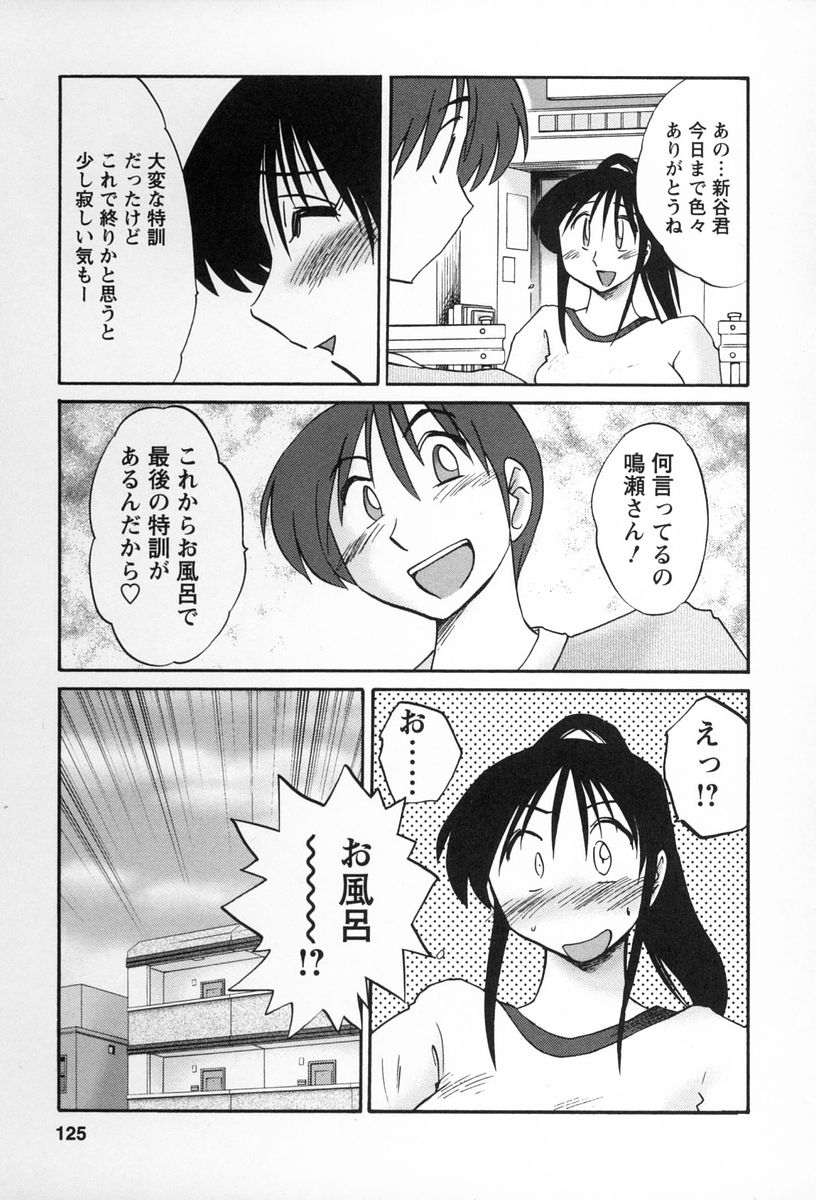 あの…新谷君
今日まで色々
ありがとうね
大変な特訓
だったけど
これで終りかと思うと
少し寂しい気もー
何言ってるの
鳴瀬さん!
これからお風呂で
最後の特訓が
あるんだから♡
えっ!?
お……
お風呂
〜〜〜!?
125